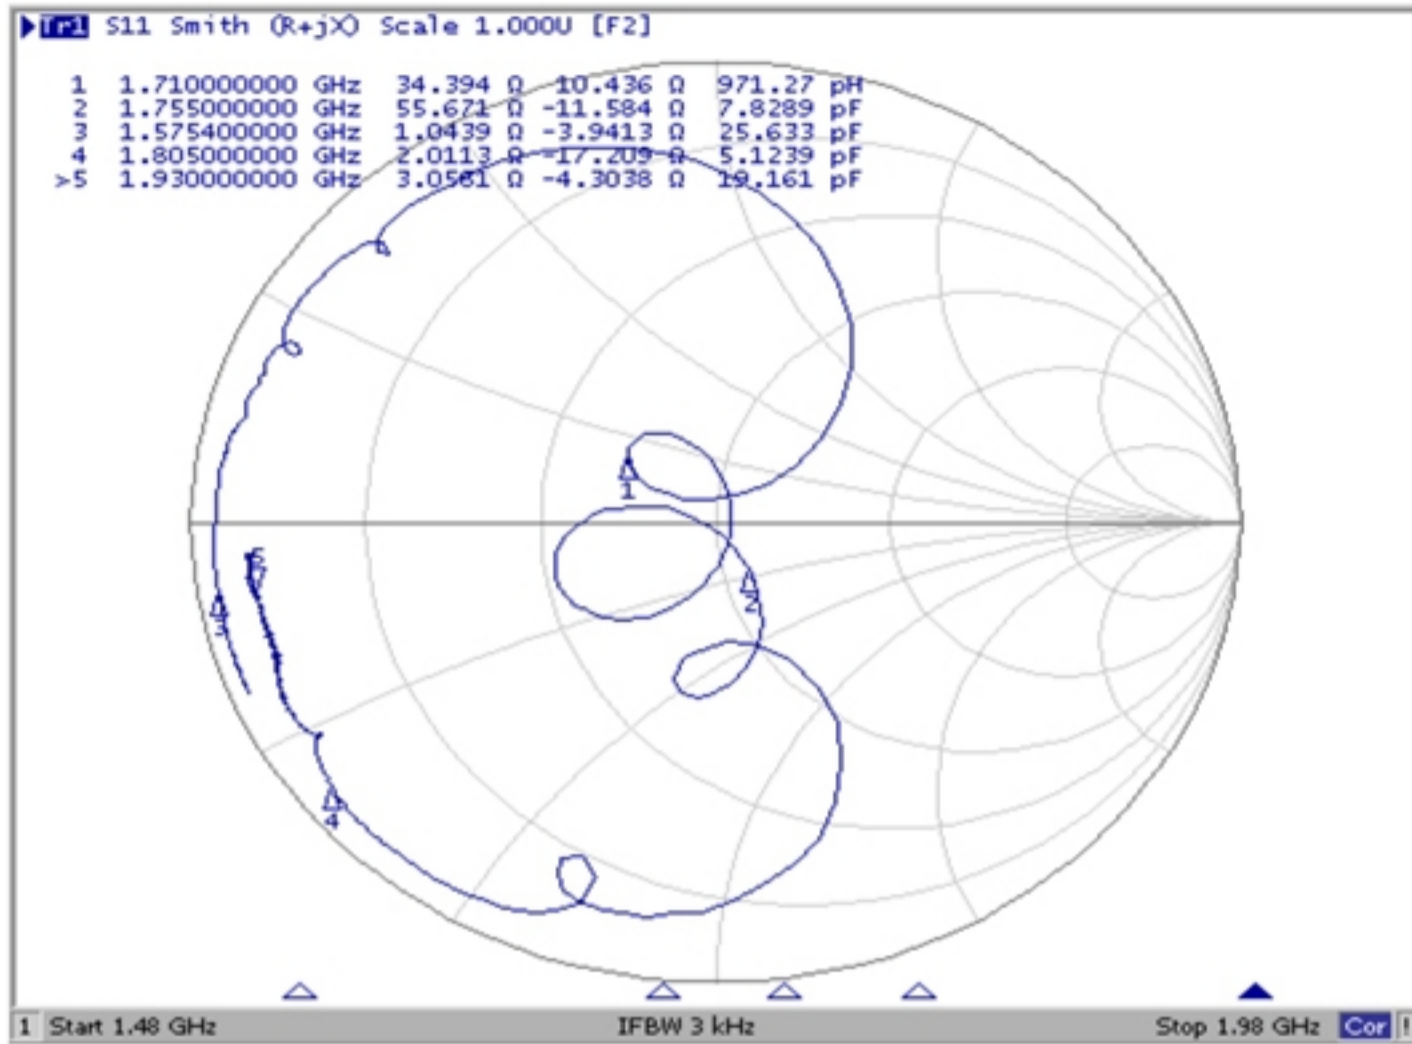 Tr1 S11 Smith (R+jX) Scale 1.000U [F2]
1 1.710000000 GHz 34.394 Ω 10.436 Ω 971.27 pH
2 1.755000000 GHz 55.671 Ω -11.584 Ω 7.8289 pF
3 1.575400000 GHz 1.0439 Ω -3.9413 Ω 25.633 pF
4 1.805000000 GHz 2.0113 Ω -17.209 Ω 5.1239 pF
>5 1.930000000 GHz 3.0581 Ω -4.3038 Ω 19.161 pF
1
5
2
3
4
1 Start 1.48 GHz IFBW 3 kHz Stop 1.98 GHz Cor !